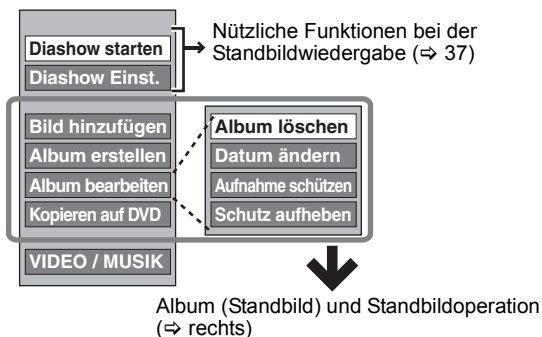 Diashow starten
Diashow Einst.
Nützliche Funktionen bei der
Standbildwiedergabe (⇨ 37)
Bild hinzufügen
Album erstellen
Album bearbeiten
Kopieren auf DVD
Album löschen
Datum ändern
Aufnahme schützen
Schutz aufheben
VIDEO / MUSIK
Album (Standbild) und Standbildoperation
(⇨ rechts)